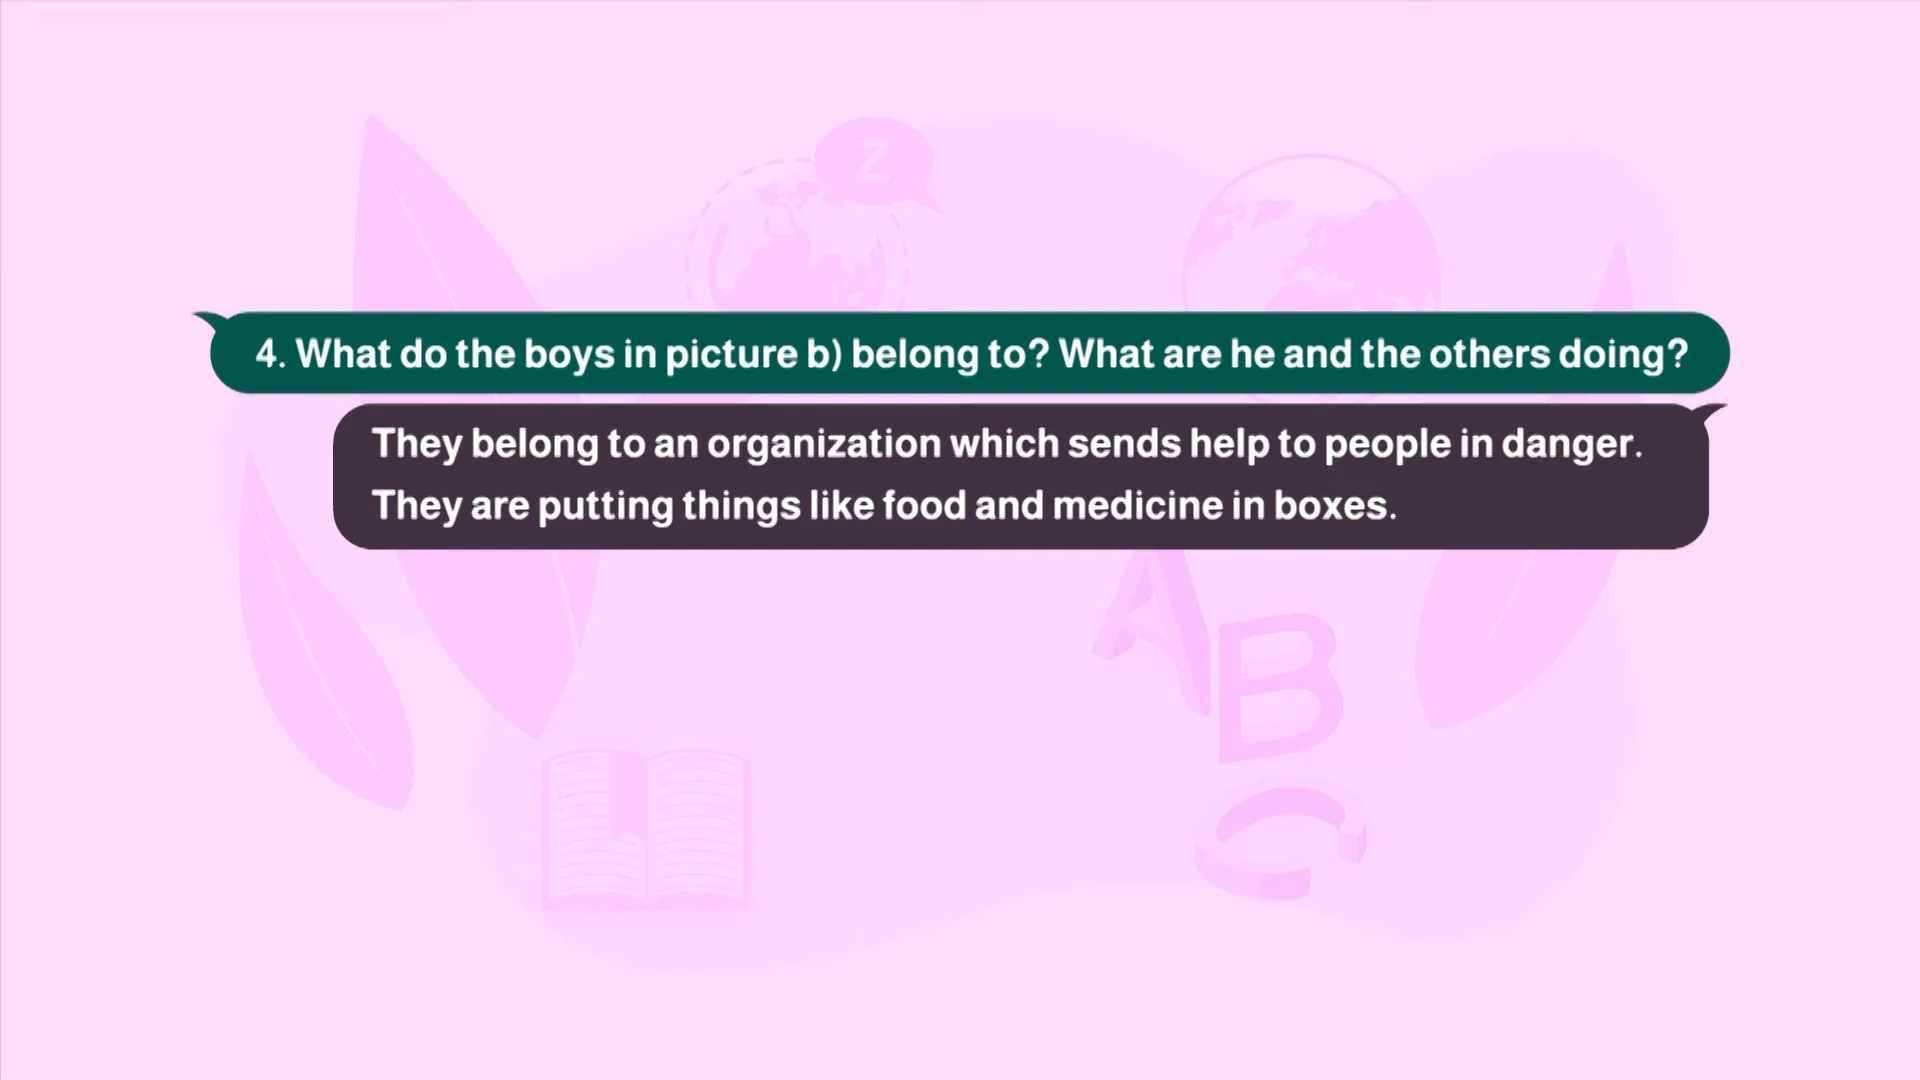 Z
4. What do the boys in picture b) belong to? What are he and the others doing?
They belong to an organization which sends help to people in danger.
They are putting things like food and medicine in boxes.
A
B
C